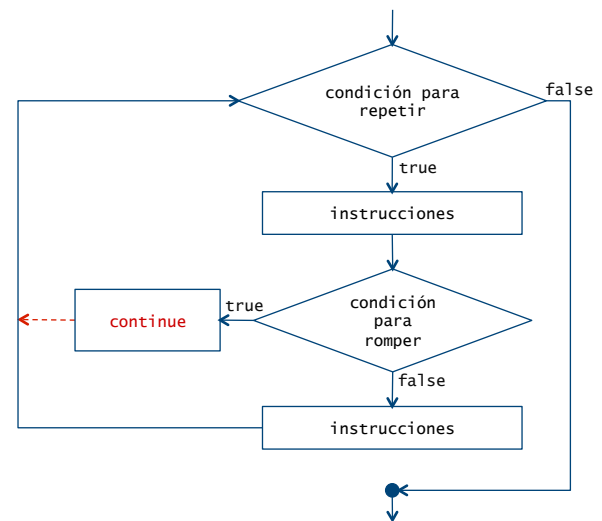 condición para
repetir
false
true
instrucciones
true
continue
condición
para
romper
false
instrucciones